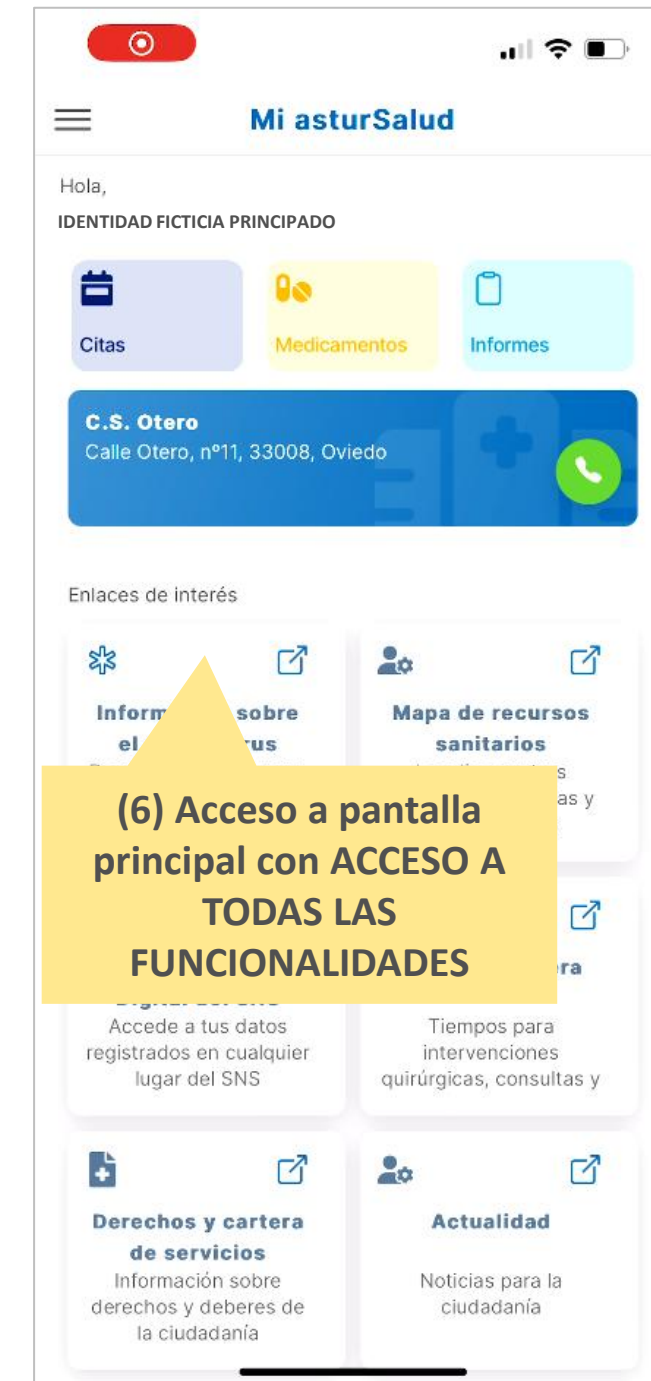 Mi asturSalud
Hola,
IDENTIDAD FICTICIA PRINCIPADO
Citas
Medicamentos
Informes
C.S. Otero
Calle Otero, nº11, 33008, Oviedo
Enlaces de interés
sobre
el
Mapa de recursos
sanitarios
as y
(6) Acceso a pantalla
principal con ACCESO A
TODAS LAS
FUNCIONALIDADES
Accede a tus datos
registrados en cualquier
lugar del SNS
Tiempos para
intervenciones
quirúrgicas, consultas y
Derechos y cartera
de servicios
Información sobre
derechos y deberes de
la ciudadanía
Actualidad
Noticias para la
ciudadanía